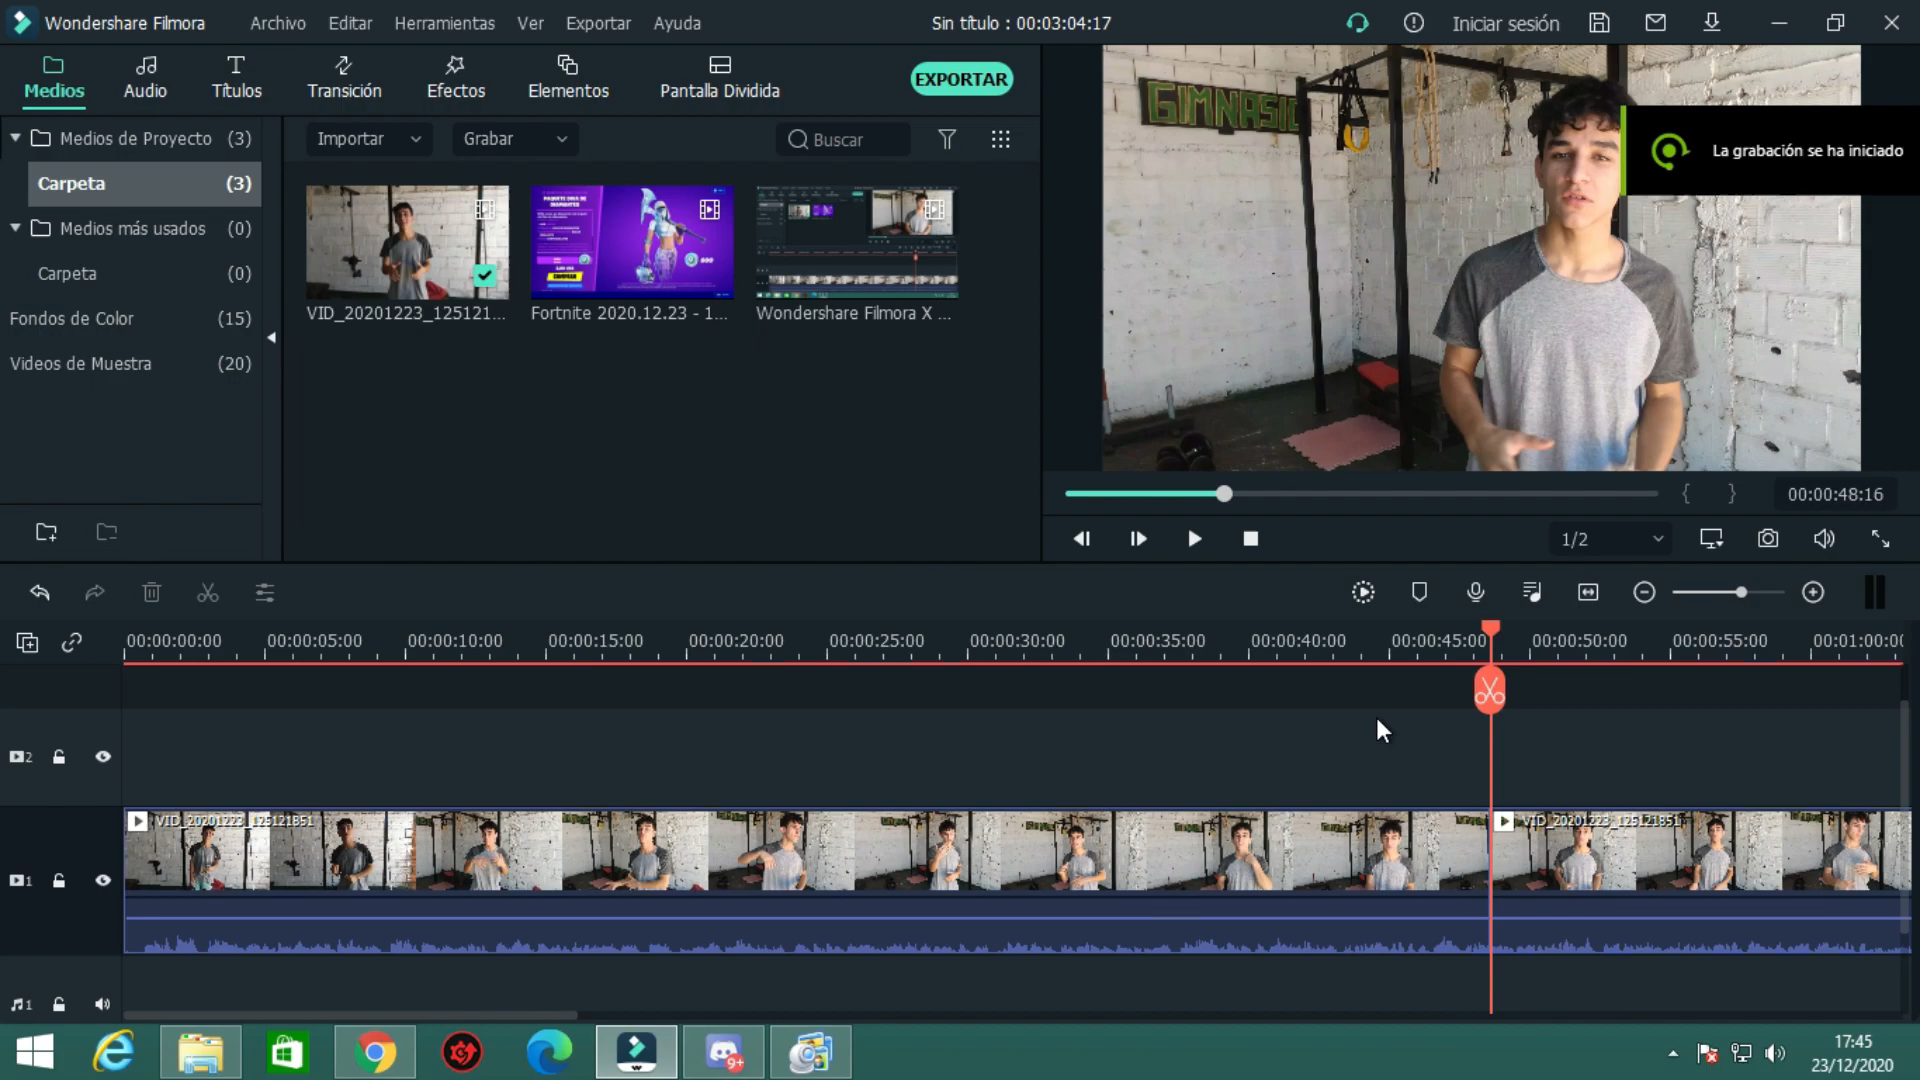 Wondershare Filmora
Archivo Editar Herramientas Ver Exportar Ayuda
Sin título : 00:03:04:17
Iniciar sesión
Medios
Audio
Títulos
Transición
Efectos
Elementos
Pantalla Dividida
EXPORTAR
Medios de Proyecto (3)
Carpeta (3)
Medios más usados (0)
Carpeta (0)
Fondos de Color (15)
Videos de Muestra (20)
Importar
Grabar
Buscar
VID_20201223_125121...
Fortnite 2020.12.23 - 1...
Wondershare Filmora X ...
GIMNASIO
La grabación se ha iniciado
{ }
00:00:48:16
1/2
00:00:00:00 00:00:05:00 00:00:10:00 00:00:15:00 00:00:20:00 00:00:25:00 00:00:30:00 00:00:35:00 00:00:40:00 00:00:45:00 00:00:50:00 00:00:55:00 00:01:00:0
2
VID_20201223_125121851
VID_20201223_125121851
1
1
9+
17:45
23/12/2020